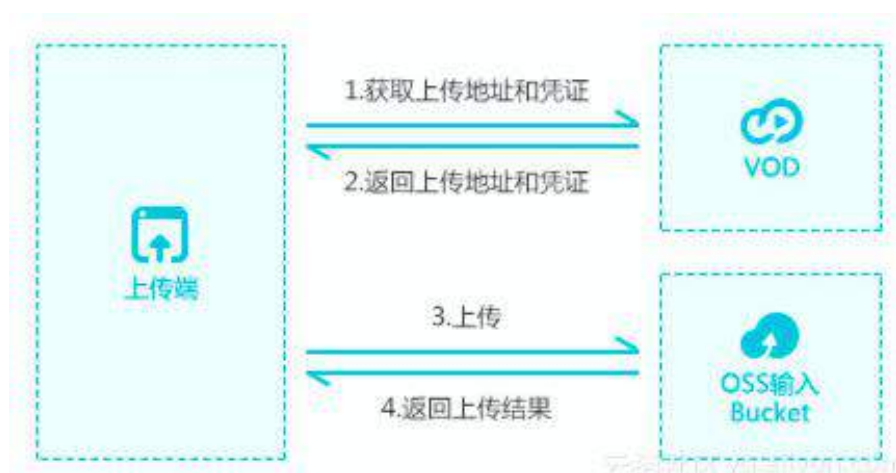 1.获取上传地址和凭证
VOD
2.返回上传地址和凭证
上传端
3.上传
OSS输入
Bucket
4.返回上传结果